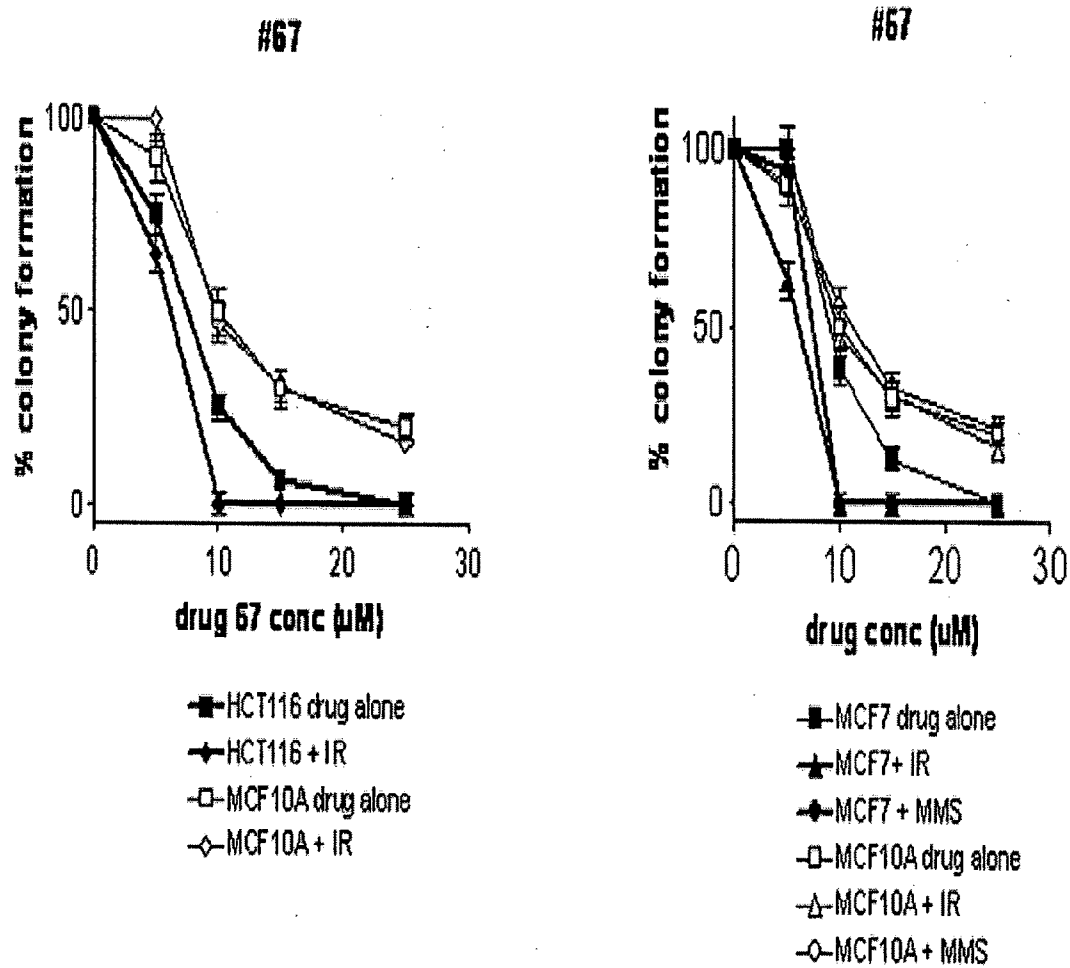 #67
% colony formation
100
50
0
0
10
20
30
drug 67 conc (µM)
HCT116 drug alone
HCT116 + IR
MCF10A drug alone
MCF10A + IR
#67
% colony formation
100
50
0
0
10
20
30
drug conc (uM)
MCF7 drug alone
MCF7+ IR
MCF7 + MMS
MCF10A drug alone
MCF10A + IR
MCF10A + MMS